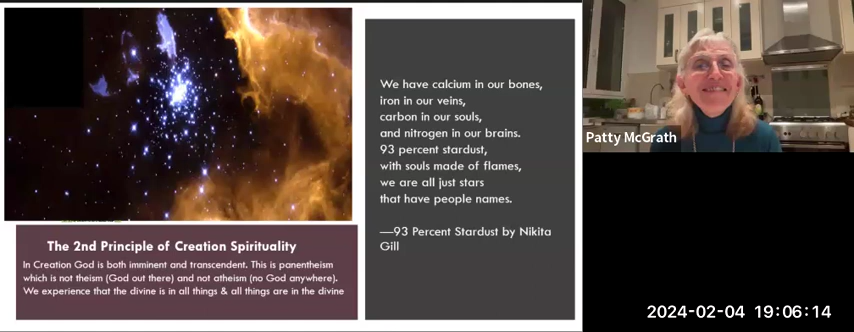 We have calcium in our bones,
iron in our veins,
carbon in our souls,
and nitrogen in our brains.
93 percent stardust,
with souls made of flames,
we are all just stars
that have people names.
—93 Percent Stardust by Nikita
Gill
The 2nd Principle of Creation Spirituality
In Creation God is both imminent and transcendent. This is panentheism
which is not theism (God out there) and not atheism (no God anywhere).
We experience that the divine is in all things & all things are in the divine
Patty McGrath
2024-02-04 19:06:14